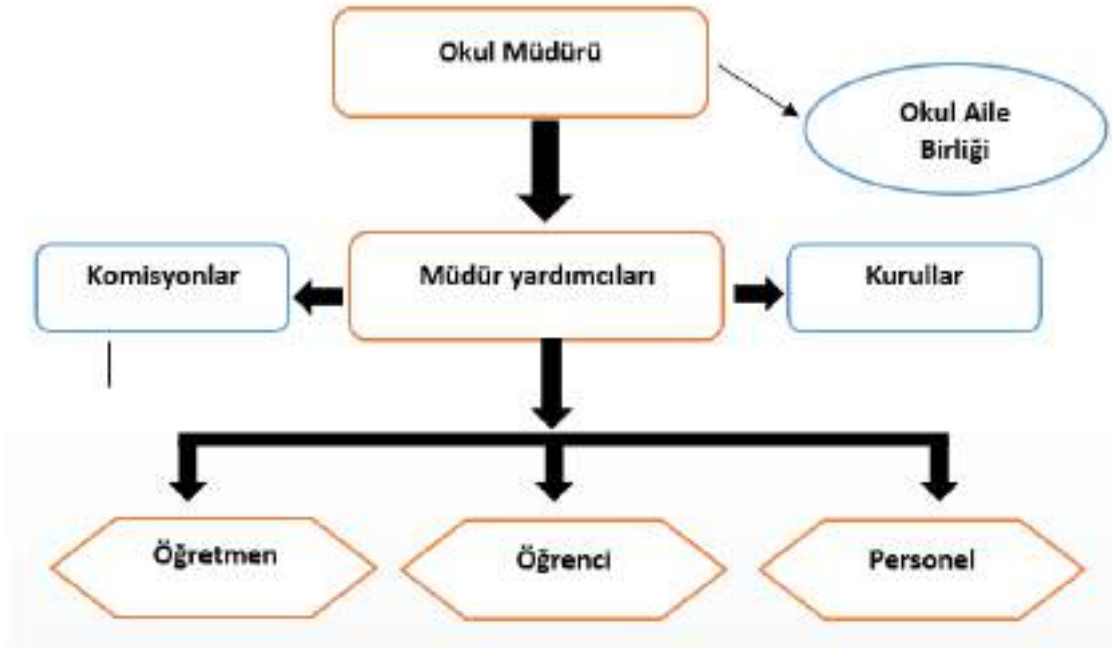 Okul Müdürü
Okul Aile
Birliği
Komisyonlar
Müdür yardımcıları
Kurullar
Öğretmen
Öğrenci
Personel